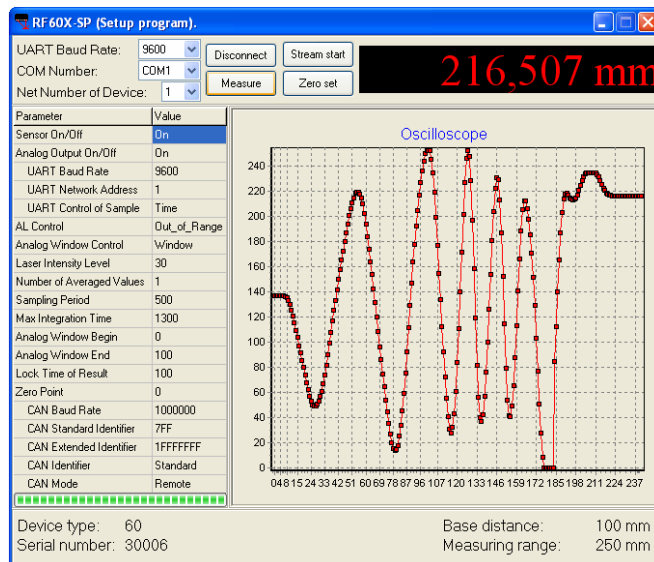 RF60X-SP (Setup program).
UART Baud Rate: 9600 Disconnect Stream start
COM Number: COM1 Measure Zero set
Net Number of Device: 1
216,507 mm
Parameter Value
Sensor On/Off On
Analog Output On/Off On
UART Baud Rate 9600
UART Network Address 1
UART Control of Sample Time
AL Control Out_of_Range
Analog Window Control Window
Laser Intensity Level 30
Number of Averaged Values 1
Sampling Period 500
Max Integration Time 1300
Analog Window Begin 0
Analog Window End 100
Lock Time of Result 100
Zero Point 0
CAN Baud Rate 1000000
CAN Standard Identifier 7FF
CAN Extended Identifier 1FFFFFFF
CAN Identifier Standard
CAN Mode Remote
Oscilloscope
240
220
200
180
160
140
120
100
80
60
40
20
0
0 4 8 15 24 33 42 51 60 69 78 87 96 107 120 133 146 159 172 185 198 211 224 237
Device type: 60 Base distance: 100 mm
Serial number: 30006 Measuring range: 250 mm